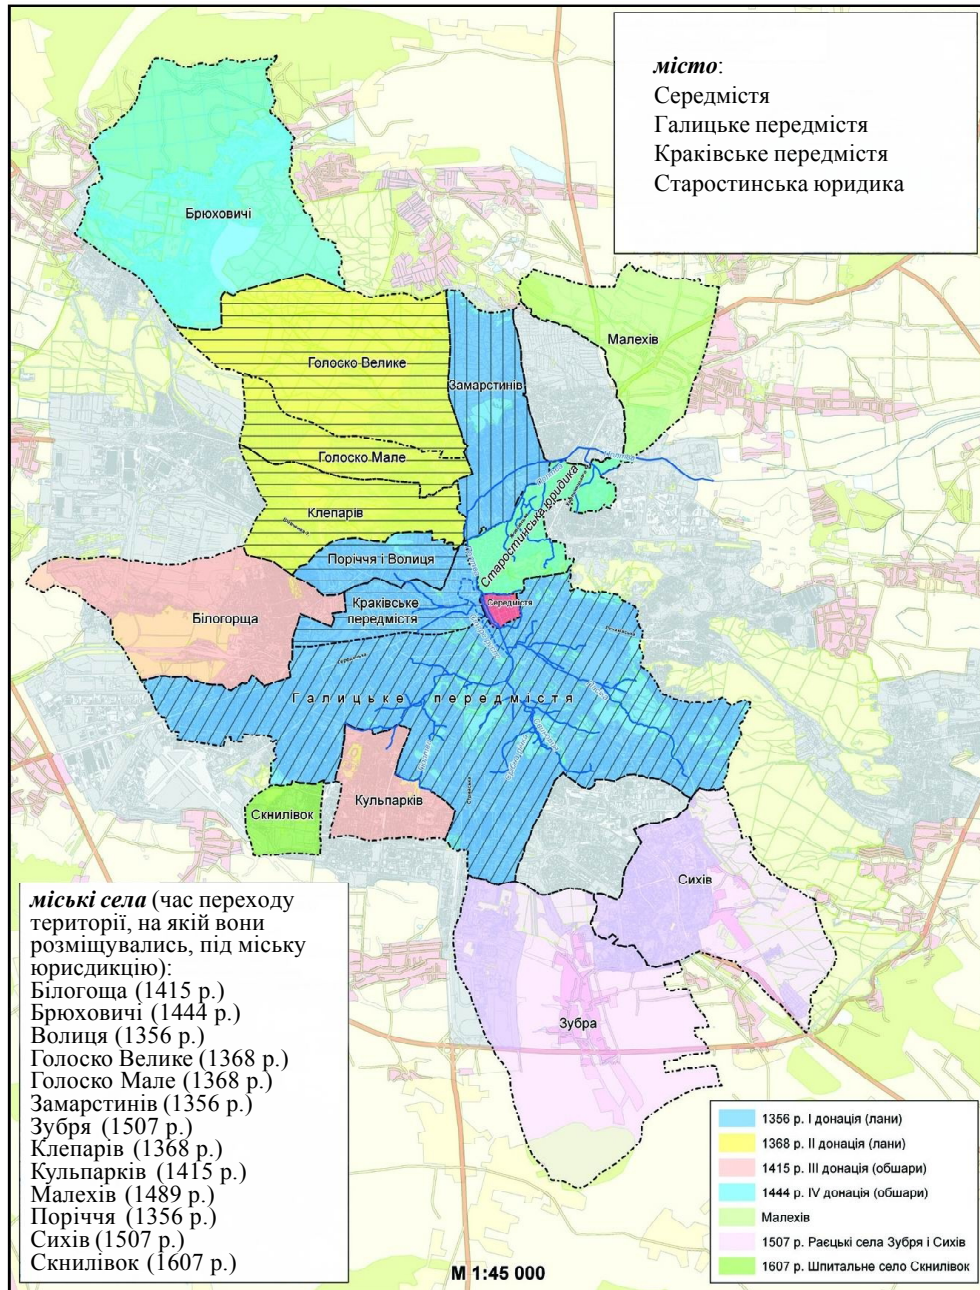 місто:
Середмістя
Галицьке передмістя
Краківське передмістя
Старостинська юридика
Брюховичі
Малехів
Голоско Велике
Замарстинів
Голоско Мале
Клепарів
Старостинська юридика
Поріччя і Волиця
Середмістя
Краківське
передмістя
Білогорща
Галицьке передмістя
Скнилівок
Кульпарків
Сихів
Зубра
міські села (час переходу
території, на якій вони
розміщувались, під міську
юрисдикцію):
Білогоща (1415 р.)
Брюховичі (1444 р.)
Волиця (1356 р.)
Голоско Велике (1368 р.)
Голоско Мале (1368 р.)
Замарстинів (1356 р.)
Зубря (1507 р.)
Клепарів (1368 р.)
Кульпарків (1415 р.)
Малехів (1489 р.)
Поріччя (1356 р.)
Сихів (1507 р.)
Скнилівок (1607 р.)
1356 р. І донація (лани)
1368 р. ІІ донація (лани)
1415 р. ІІІ донація (обшари)
1444 р. IV донація (обшари)
Малехів
1507 р. Раєцькі села Зубря і Сихів
1607 р. Шпитальне село Скнилівок
М 1:45 000